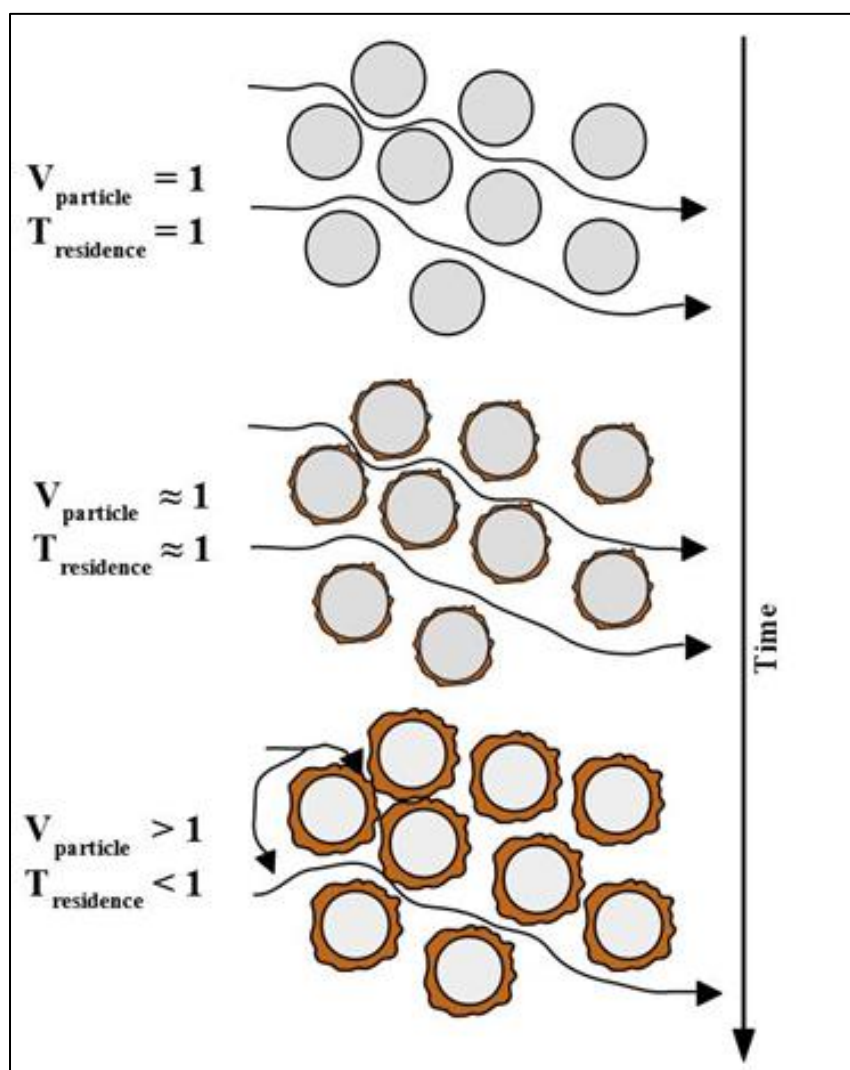 V particle = 1
T residence = 1
V particle ≈ 1
T residence ≈ 1
Time
V particle > 1
T residence < 1